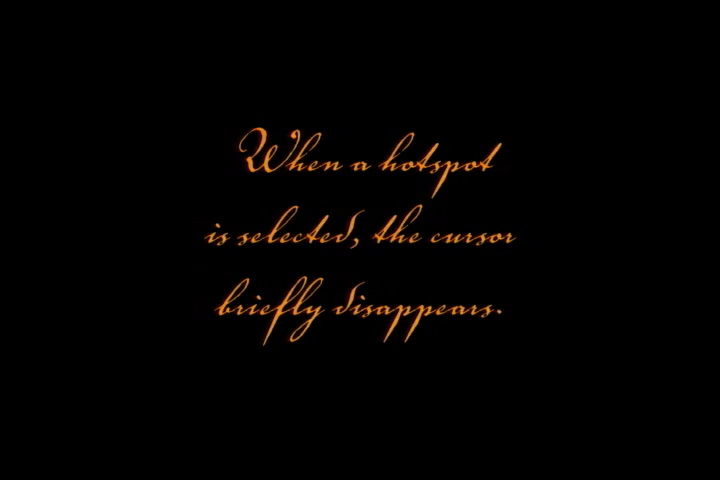 When a hotspot
is selected, the cursor
briefly disappears.